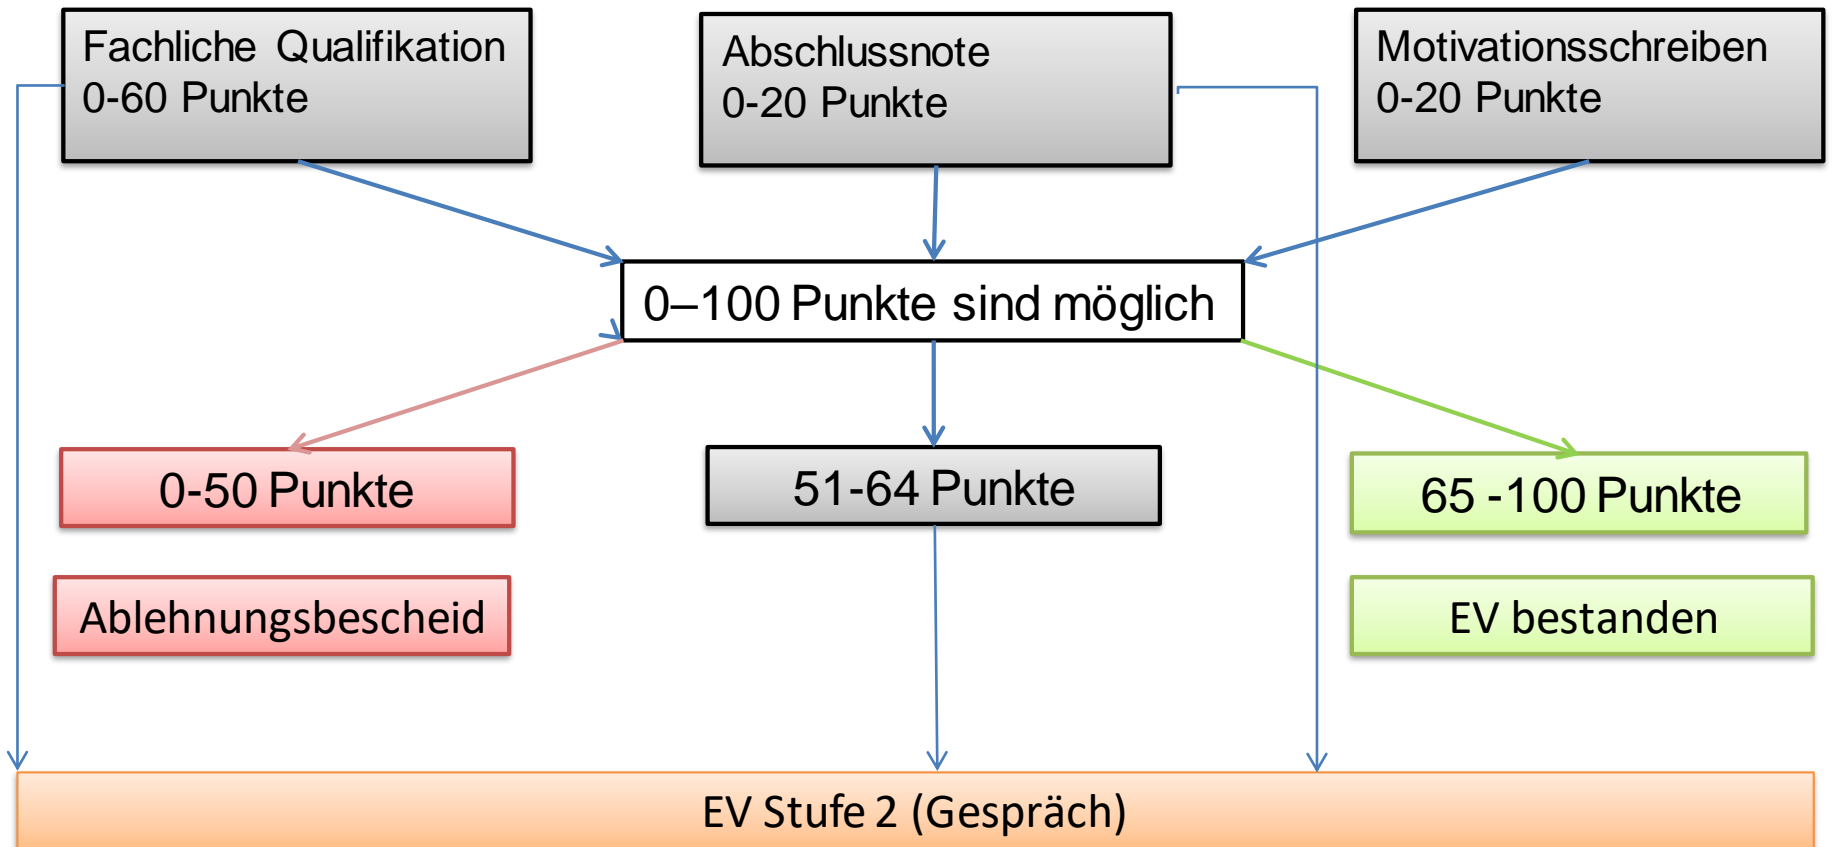 Fachliche Qualifikation
0-60 Punkte
Abschlussnote
0-20 Punkte
Motivationsschreiben
0-20 Punkte
0–100 Punkte sind möglich
0-50 Punkte
51-64 Punkte
65 -100 Punkte
Ablehnungsbescheid
EV bestanden
EV Stufe 2 (Gespräch)